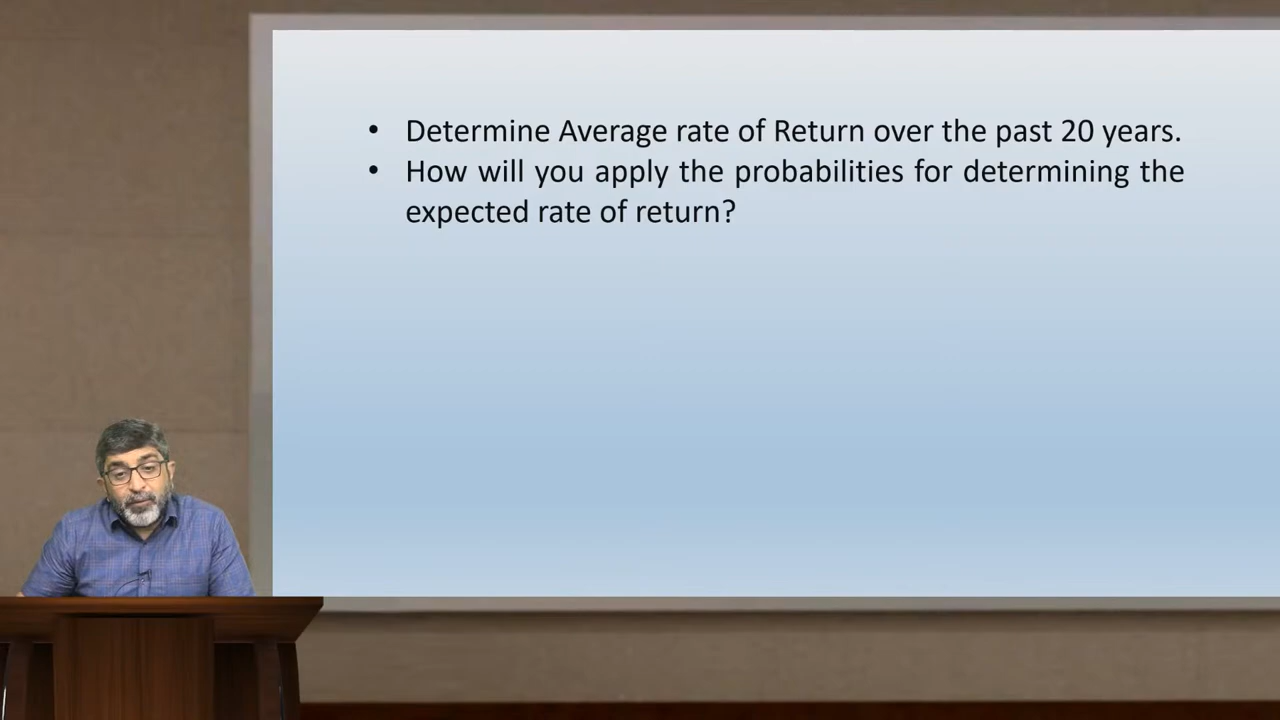 • Determine Average rate of Return over the past 20 years.
• How will you apply the probabilities for determining the
expected rate of return?